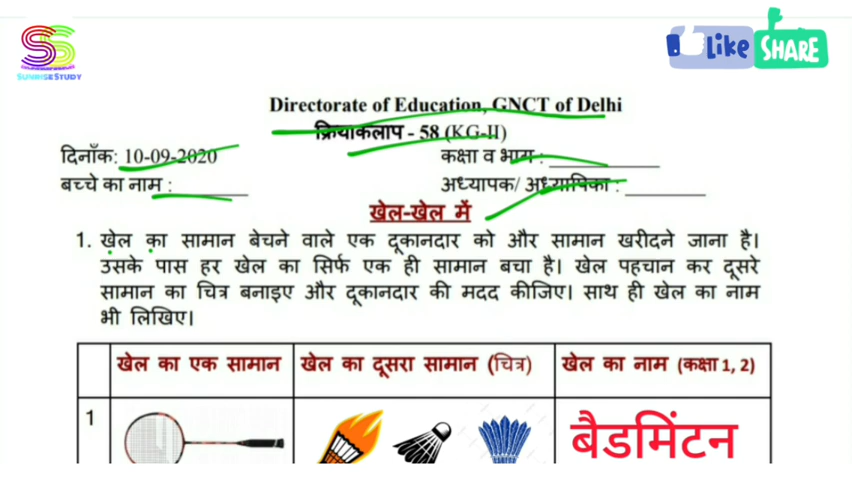 SUNRISE STUDY
Like SHARE
Directorate of Education, GNCT of Delhi
क्रियाकलाप - 58 (KG-II)
दिनाँक: 10-09-2020 कक्षा व भाग :
बच्चे का नाम : अध्यापक/ अध्यापिका :
खेल-खेल में
1. खेल का सामान बेचने वाले एक दूकानदार को और सामान खरीदने जाना है।
उसके पास हर खेल का सिर्फ एक ही सामान बचा है। खेल पहचान कर दूसरे
सामान का चित्र बनाइए और दूकानदार की मदद कीजिए। साथ ही खेल का नाम
भी लिखिए।
खेल का एक सामान खेल का दूसरा सामान (चित्र) खेल का नाम (कक्षा 1, 2)
1 बैडमिंटन